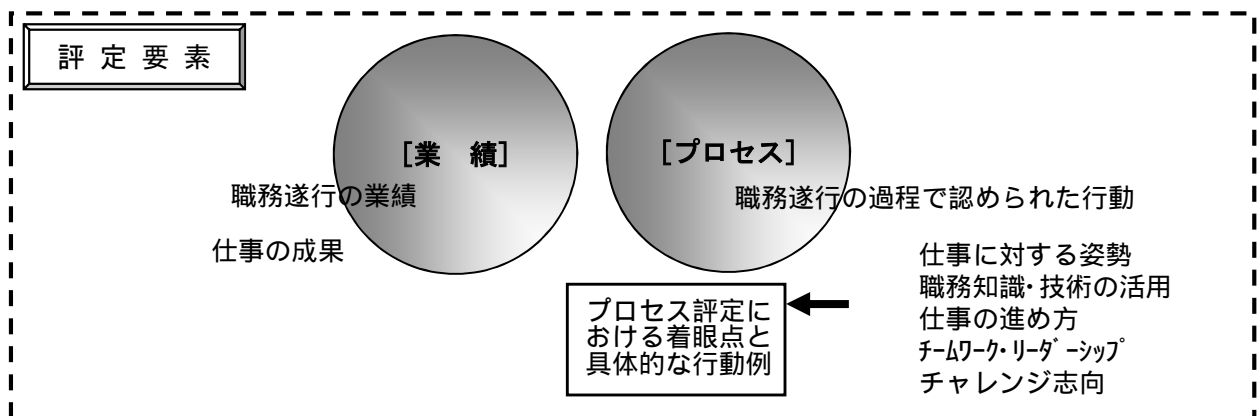 評 定 要 素
[業　績]
職務遂行の業績
仕事の成果
[プロセス]
職務遂行の過程で認められた行動
プロセス評定に
おける着眼点と
具体的な行動例
仕事に対する姿勢
職務知識・技術の活用
仕事の進め方
ﾁｰﾑﾜｰｸ･ﾘｰﾀﾞｰｼｯﾌﾟ
チャレンジ志向